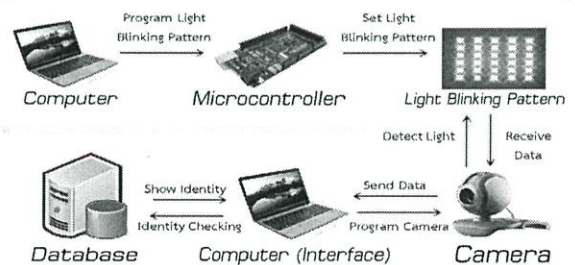 Program Light
Blinking Pattern
Set Light
Blinking Pattern
Computer
Microcontroller
Light Blinking Pattern
Detect Light
Receive
Data
Show Identity
Send Data
Identity Checking
Program Camera
Database
Computer (Interface)
Camera